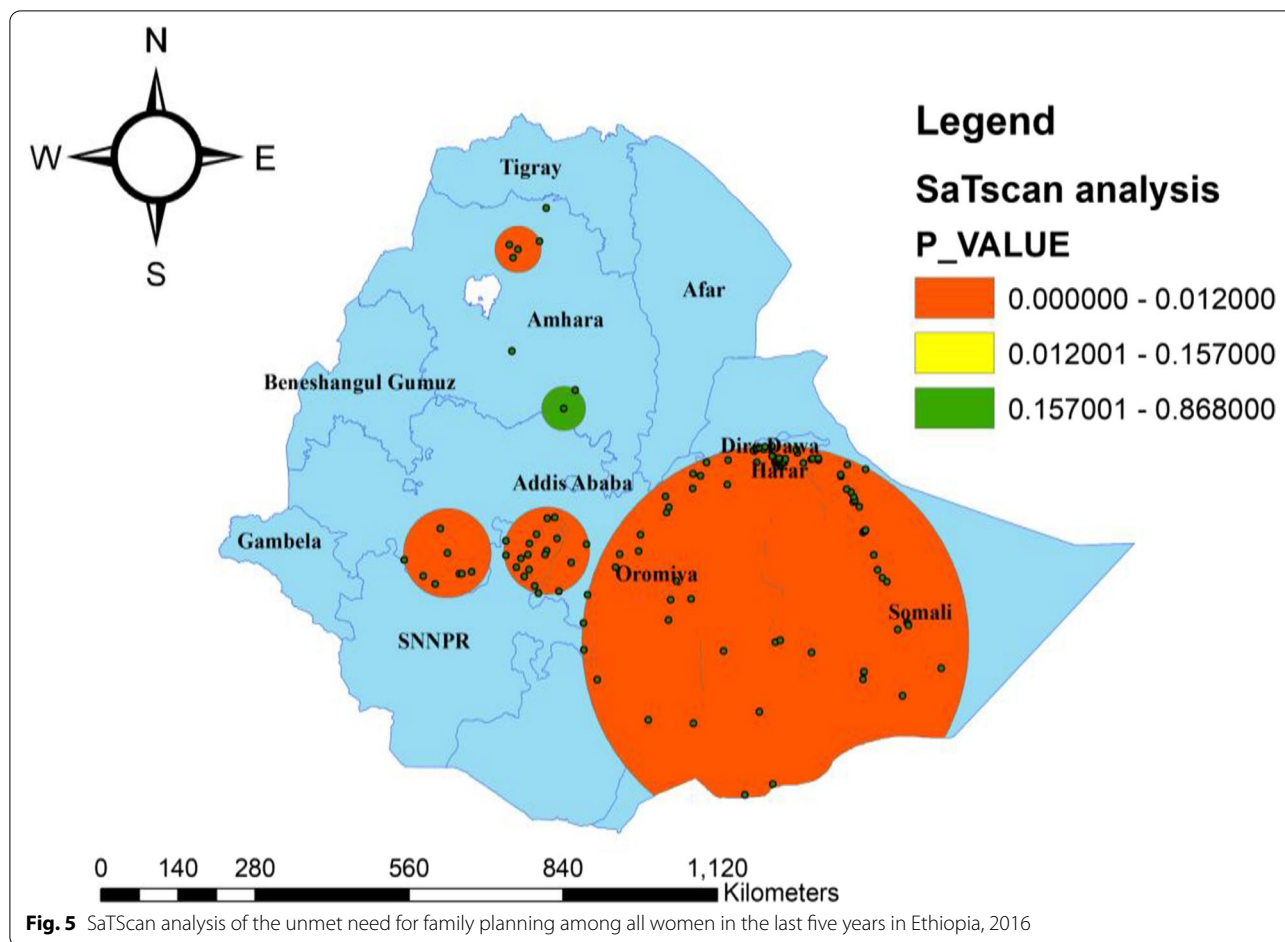 N
W E
S
Legend
SaTscan analysis
P_VALUE
0.000000 - 0.012000
0.012001 - 0.157000
0.157001 - 0.868000
Tigray
Afar
Amhara
Beneshangul Gumuz
Dire Dawa
Harar
Addis Ababa
Gambela
Oromiya
Somali
SNNPR
0 140 280 560 840 1,120
Kilometers
Fig. 5 SaTScan analysis of the unmet need for family planning among all women in the last five years in Ethiopia, 2016